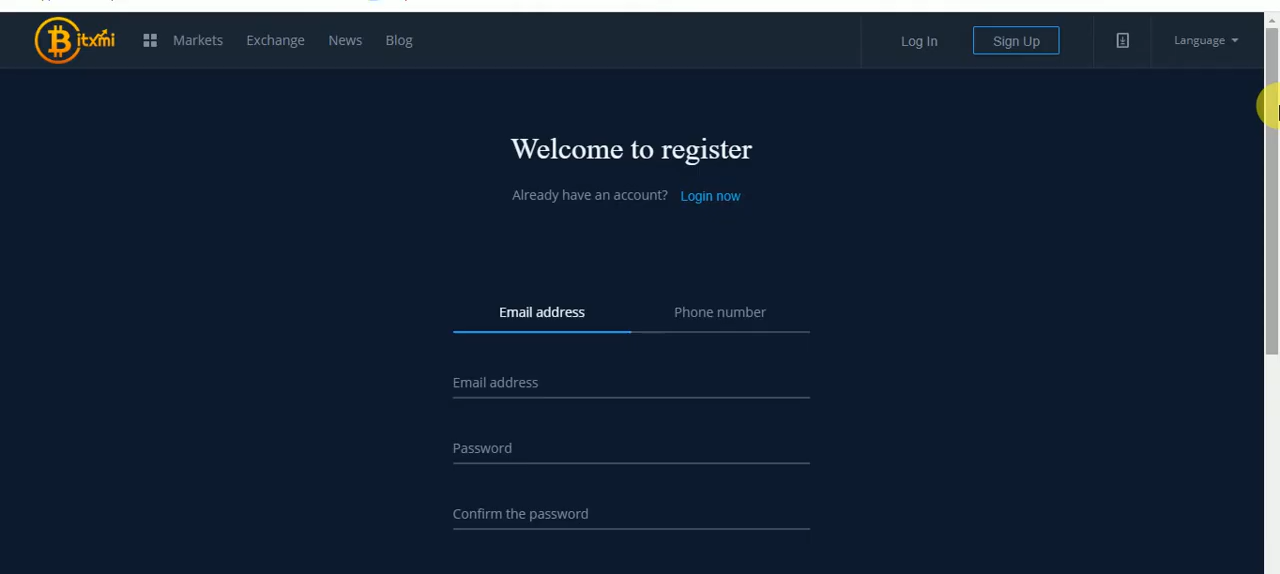 Bitxmi
Markets
Exchange
News
Blog
Log In
Sign Up
Language
Welcome to register
Already have an account? Login now
Email address
Phone number
Email address
Password
Confirm the password